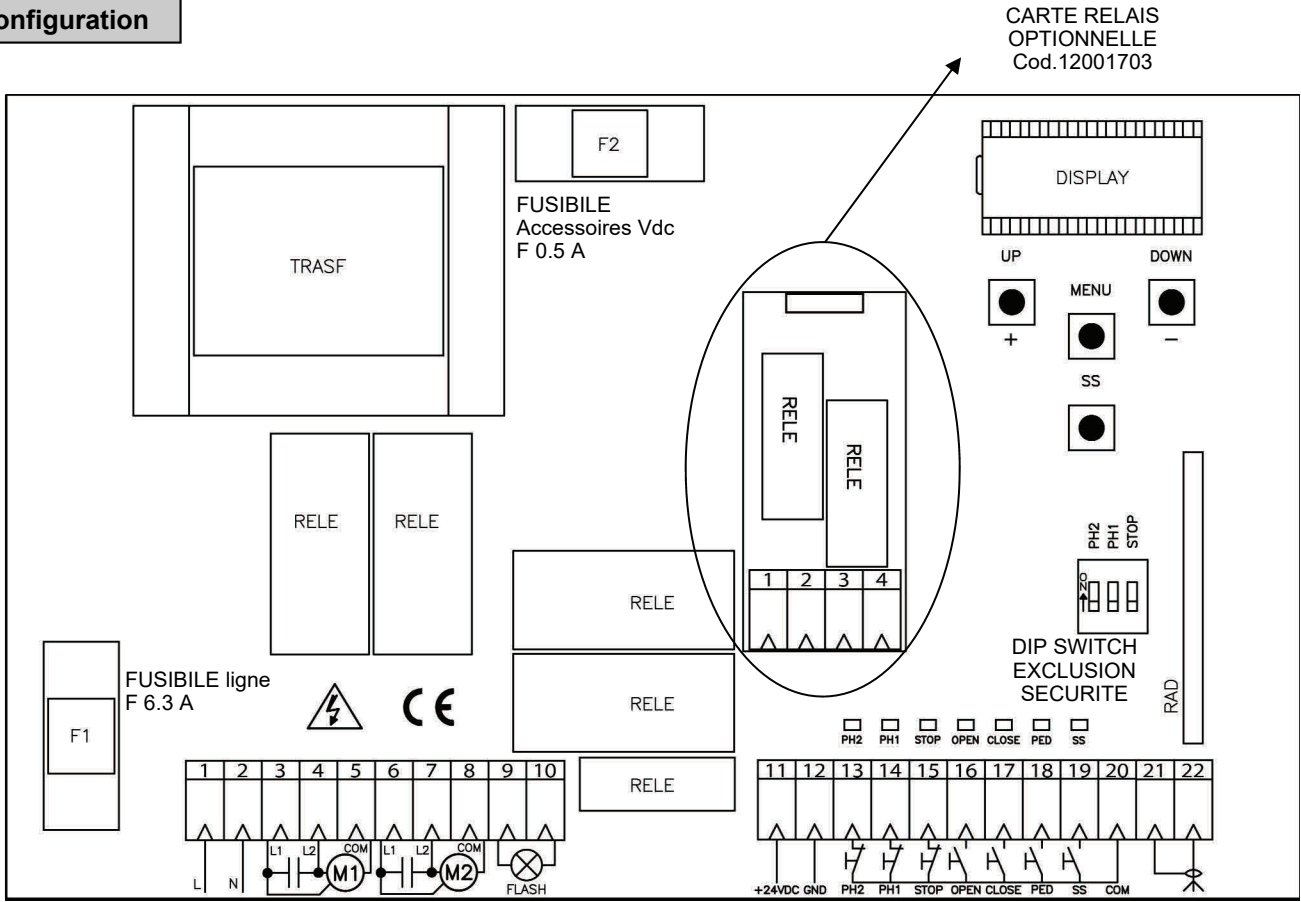 onfiguration
CARTE RELAIS
OPTIONNELLE
Cod.12001703
F2
DISPLAY
FUSIBILE
Accessoires Vdc
F 0.5 A
TRASF
UP
DOWN
MENU
+
−
SS
RELE
RELE
RELE
RELE
RELE
RELE
RELE
1 2 3 4
PH2
PH1
STOP
ON
DIP SWITCH
EXCLUSION
SECURITE
RAD
FUSIBILE ligne
F 6.3 A
F1
CE
PH2 PH1 STOP OPEN CLOSE PED SS
1 2 3 4 5 6 7 8 9 10
11 12 13 14 15 16 17 18 19 20 21 22
L1 L2 COM L1 L2 COM
M1 M2
L N
FLASH
+24VDC GND PH2 PH1 STOP OPEN CLOSE PED SS COM